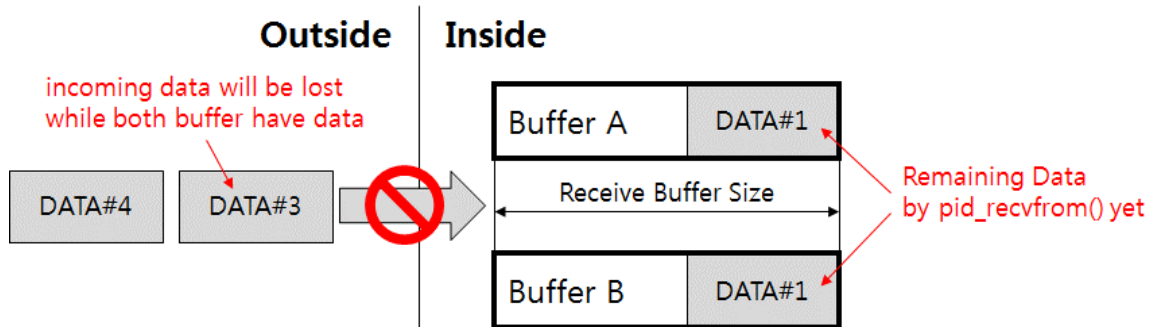 Outside
Inside
incoming data will be lost
while both buffer have data
Buffer A
DATA#1
DATA#4
DATA#3
Receive Buffer Size
Remaining Data
by pid_recvfrom() yet
Buffer B
DATA#1